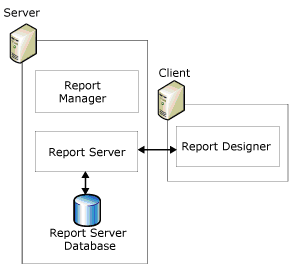 Server
Report
Manager
Client
Report Server
Report Designer
Report Server
Database